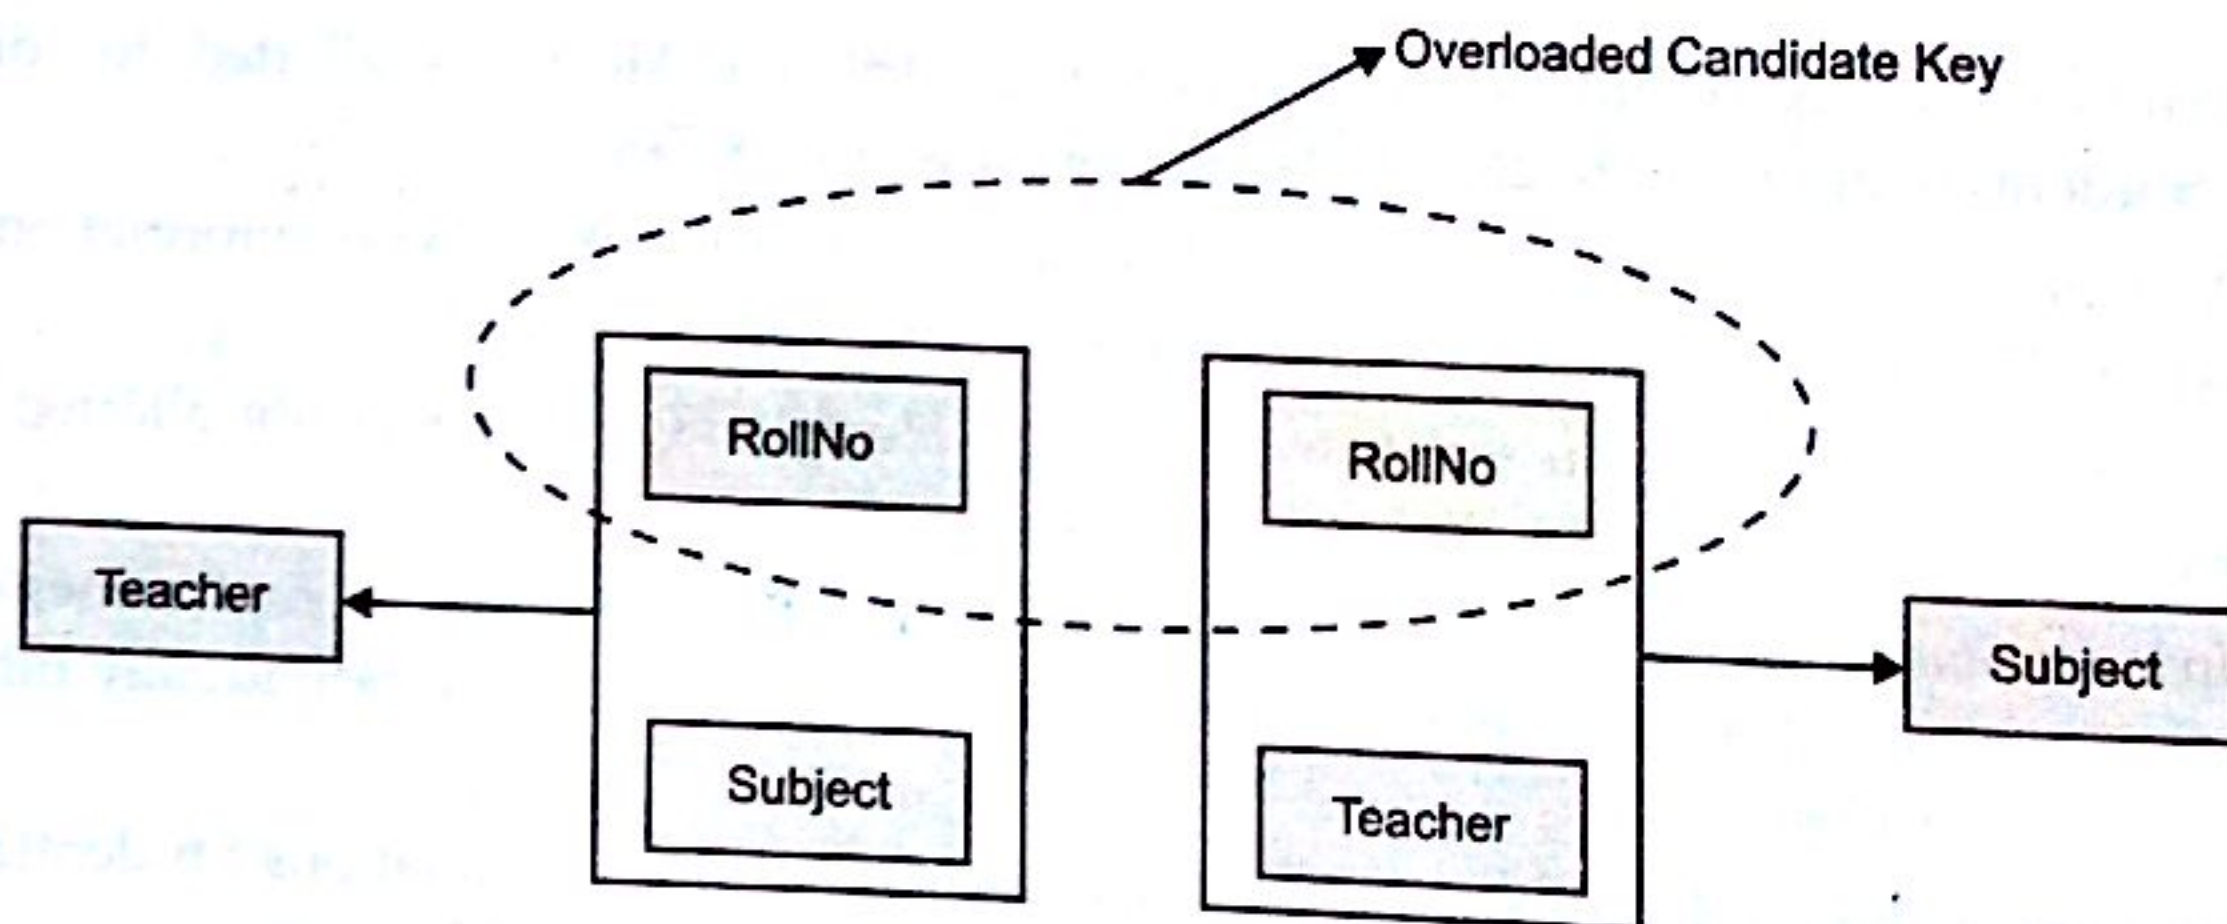 Overloaded Candidate Key
RollNo
RollNo
Teacher
Subject
Subject
Teacher